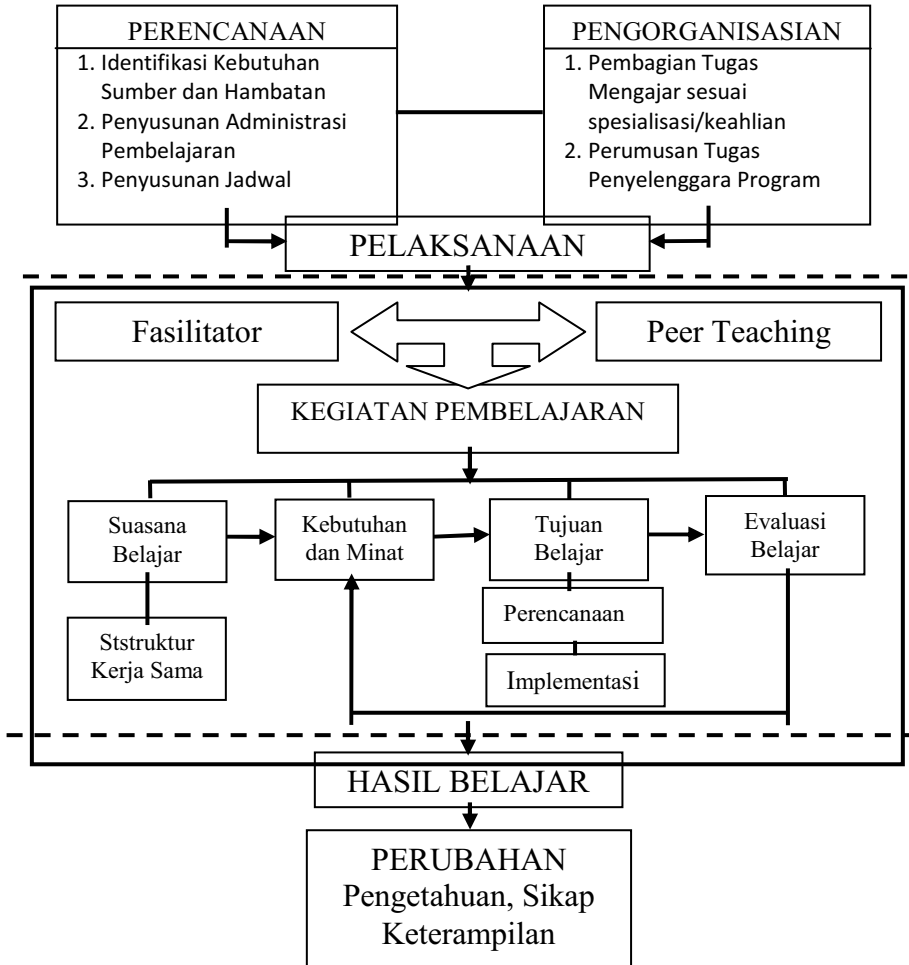 PERENCANAAN
1. Identifikasi Kebutuhan
Sumber dan Hambatan
2. Penyusunan Administrasi
Pembelajaran
3. Penyusunan Jadwal
PENGORGANISASIAN
1. Pembagian Tugas
Mengajar sesuai
spesialisasi/keahlian
2. Perumusan Tugas
Penyelenggara Program
PELAKSANAAN
Fasilitator
Peer Teaching
KEGIATAN PEMBELAJARAN
Suasana
Belajar
Kebutuhan
dan Minat
Tujuan
Belajar
Evaluasi
Belajar
Ststruktur
Kerja Sama
Perencanaan
Implementasi
HASIL BELAJAR
PERUBAHAN
Pengetahuan, Sikap
Keterampilan